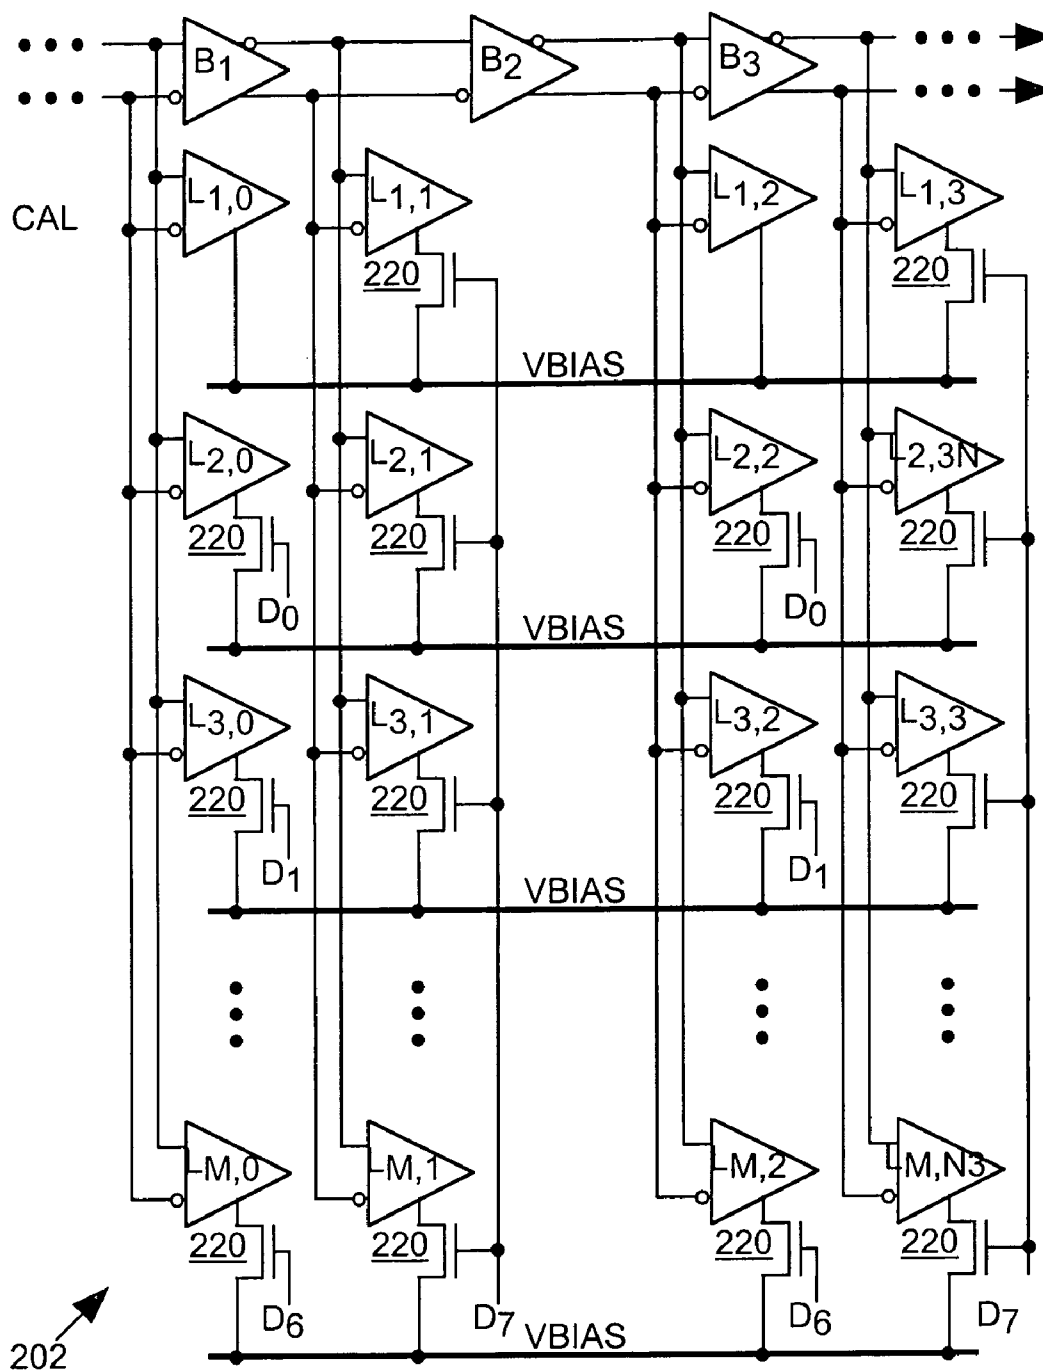 B1 B2 B3
L1,0 L1,1 L1,2 L1,3
CAL
220 220
VBIAS
L2,0 L2,1 L2,2 L2,3N
220 220 220 220
D0 D0
VBIAS
L3,0 L3,1 L3,2 L3,3
220 220 220 220
D1 D1
VBIAS
LM,0 LM,1 LM,2 LM,N3
220 220 220 220
D6 D7 D6 D7
VBIAS
202